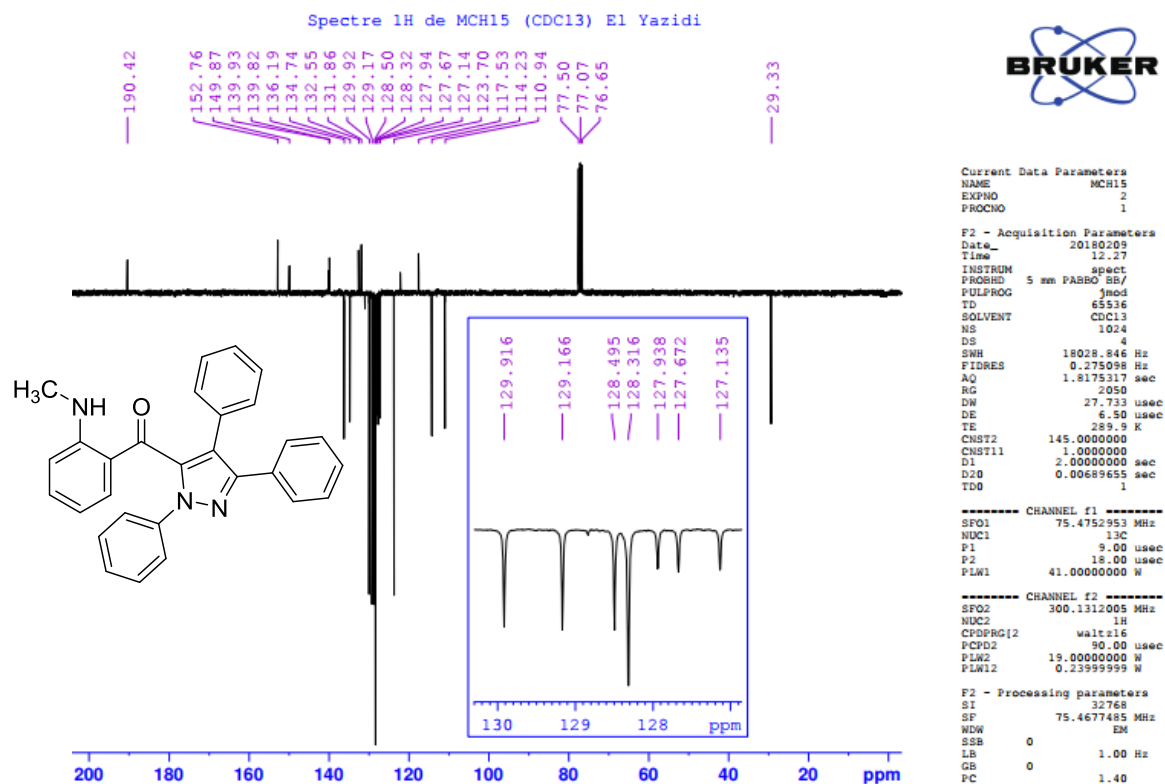 Spectre 1H de MCH15 (CDCl3) El Yazidi
BRUKER
190.42
152.76
149.87
139.93
139.82
136.19
134.74
132.55
131.86
129.92
129.17
128.50
128.32
127.94
127.67
127.14
123.70
117.53
114.23
110.94
77.50
77.07
76.65
29.33
129.916
129.166
128.495
128.316
127.938
127.672
127.135
130 129 128 ppm
H3C
NH
O
N
N
200 180 160 140 120 100 80 60 40 20 ppm
Current Data Parameters
NAME MCH15
EXPNO 2
PROCNO 1
F2 - Acquisition Parameters
Date_ 20180209
Time 12.27
INSTRUM spect
PROBHD 5 mm PABBO BB/
PULPROG jmod
TD 65536
SOLVENT CDCl3
NS 1024
DS 4
SWH 18028.846 Hz
FIDRES 0.275098 Hz
AQ 1.8175317 sec
RG 2050
DW 27.733 usec
DE 6.50 usec
TE 289.9 K
CNST2 145.0000000
CNST11 1.0000000
D1 2.00000000 sec
D20 0.00689655 sec
TD0 1
======== CHANNEL f1 ========
SFO1 75.4752953 MHz
NUC1 13C
P1 9.00 usec
P2 18.00 usec
PLW1 41.00000000 W
======== CHANNEL f2 ========
SFO2 300.1312005 MHz
NUC2 1H
CPDPRG[2 waltz16
PCPD2 90.00 usec
PLW2 19.00000000 W
PLW12 0.23999999 W
F2 - Processing parameters
SI 32768
SF 75.4677485 MHz
WDW EM
SSB 0
LB 1.00 Hz
GB 0
PC 1.40